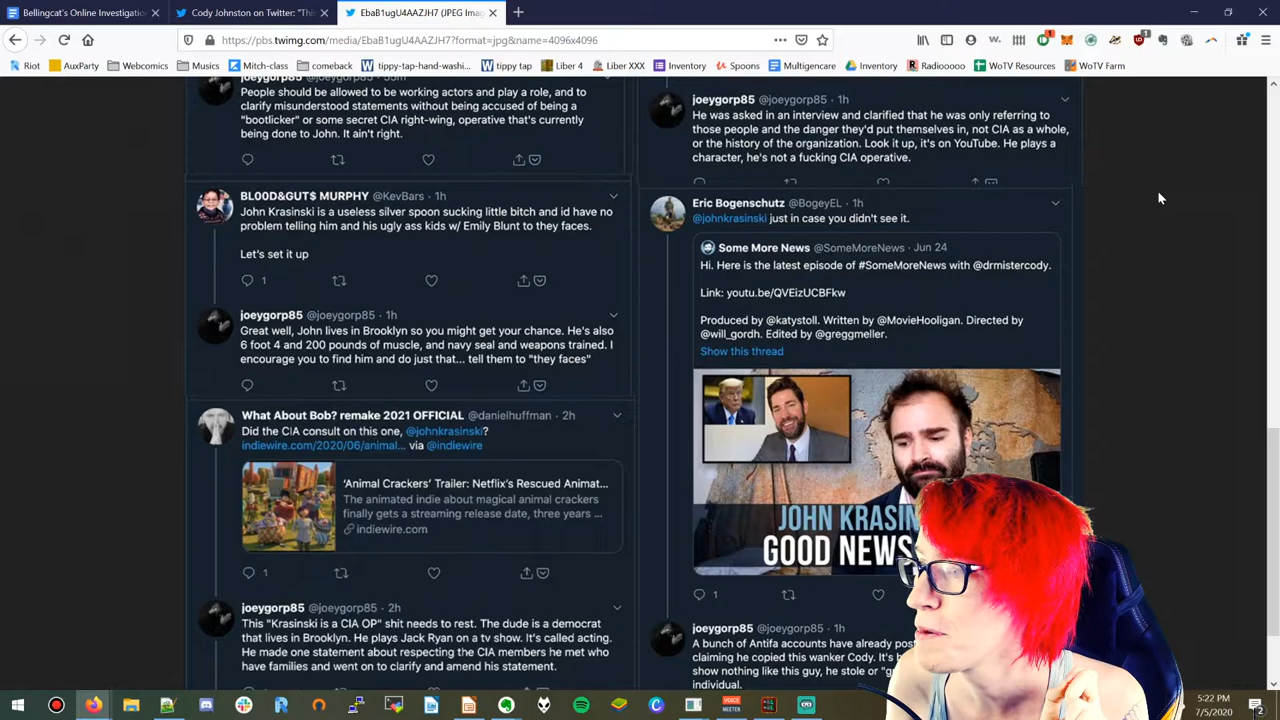 Bellingcat's Online Investigatio
Cody Johnston on Twitter: "Thi
EbaB1ugU4AAZJH7 (JPEG Imag
https://pbs.twimg.com/media/EbaB1ugU4AAZJH7?format=jpg&name=4096x4096
Riot
AuxParty
Webcomics
Musics
Mitch-class
comeback
tippy-tap-hand-washi...
tippy tap
Liber 4
Liber XXX
Inventory
Spoons
Multigencare
Inventory
Radiooooo
WoTV Resources
WoTV Farm
joeygorp85 @joeygorp85 · 55m
People should be allowed to be working actors and play a role, and to
clarify misunderstood statements without being accused of being a
"bootlicker" or some secret CIA right-wing, operative that's currently
being done to John. It ain't right.
BL00D&GUT$ MURPHY @KevBars · 1h
John Krasinski is a useless silver spoon sucking little bitch and id have no
problem telling him and his ugly ass kids w/ Emily Blunt to they faces.
Let's set it up
1
joeygorp85 @joeygorp85 · 1h
Great well, John lives in Brooklyn so you might get your chance. He's also
6 foot 4 and 200 pounds of muscle, and navy seal and weapons trained. I
encourage you to find him and do just that... tell them to "they faces"
What About Bob? remake 2021 OFFICIAL @danielhuffman · 2h
Did the CIA consult on this one, @johnkrasinski?
indiewire.com/2020/06/animal... via @indiewire
'Animal Crackers' Trailer: Netflix's Rescued Animat...
The animated indie about magical animal crackers
finally gets a streaming release date, three years ...
indiewire.com
1
joeygorp85 @joeygorp85 · 2h
This "Krasinski is a CIA OP" shit needs to rest. The dude is a democrat
that lives in Brooklyn. He plays Jack Ryan on a tv show. It's called acting.
He made one statement about respecting the CIA members he met who
have families and went on to clarify and amend his statement.
joeygorp85 @joeygorp85 · 1h
He was asked in an interview and clarified that he was only referring to
those people and the danger they'd put themselves in, not CIA as a whole,
or the history of the organization. Look it up, it's on YouTube. He plays a
character, he's not a fucking CIA operative.
Eric Bogenschutz @BogeyEL · 1h
@johnkrasinski just in case you didn't see it.
Some More News @SomeMoreNews · Jun 24
Hi. Here is the latest episode of #SomeMoreNews with @drmistercody.
Link: youtu.be/QVEizUCBFkw
Produced by @katystoll. Written by @MovieHooligan. Directed by
@will_gordh. Edited by @greggmeller.
Show this thread
JOHN KRASIN
GOOD NEWS
1
joeygorp85 @joeygorp85 · 1h
A bunch of Antifa accounts have already pos
claiming he copied this wanker Cody. It's b
show nothing like this guy, he stole or "g
individual.
VOICE
MEETER
5:22 PM
7/5/2020
2